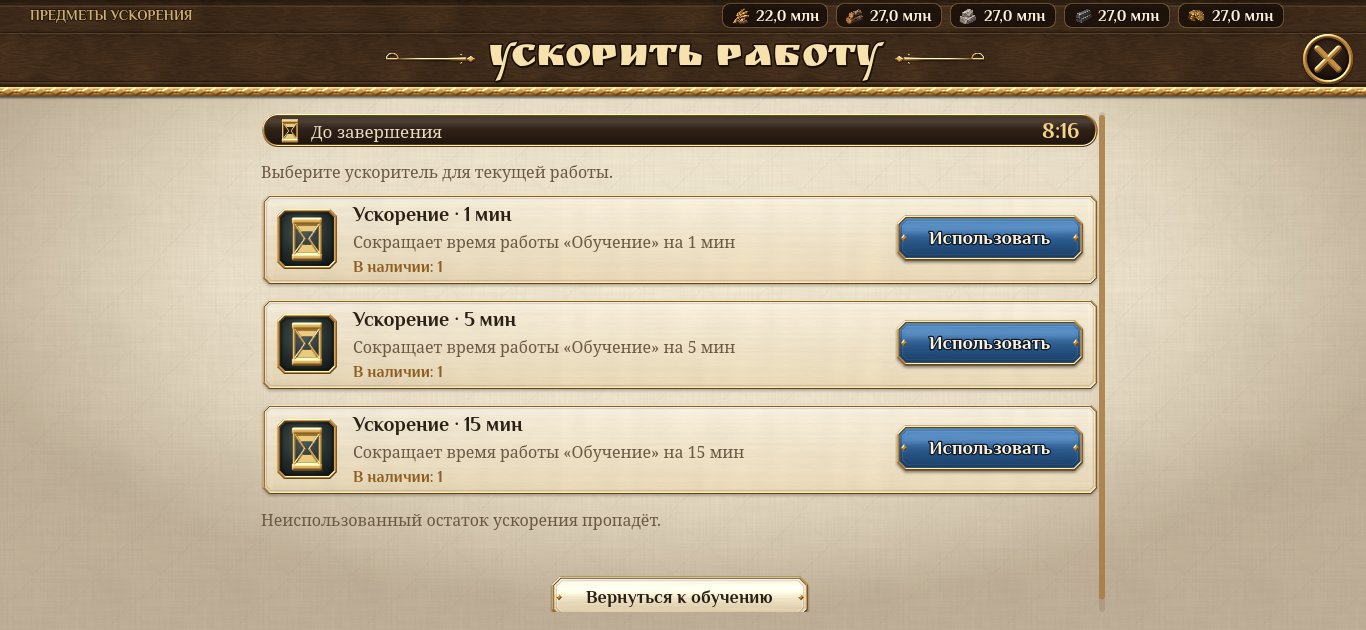 ПРЕДМЕТЫ УСКОРЕНИЯ
22,0 млн 27,0 млн 27,0 млн 27,0 млн 27,0 млн
УСКОРИТЬ РАБОТУ
До завершения 8:16
Выберите ускоритель для текущей работы.
Ускорение · 1 мин
Сокращает время работы «Обучение» на 1 мин
В наличии: 1
Использовать
Ускорение · 5 мин
Сокращает время работы «Обучение» на 5 мин
В наличии: 1
Использовать
Ускорение · 15 мин
Сокращает время работы «Обучение» на 15 мин
В наличии: 1
Использовать
Неиспользованный остаток ускорения пропадёт.
Вернуться к обучению